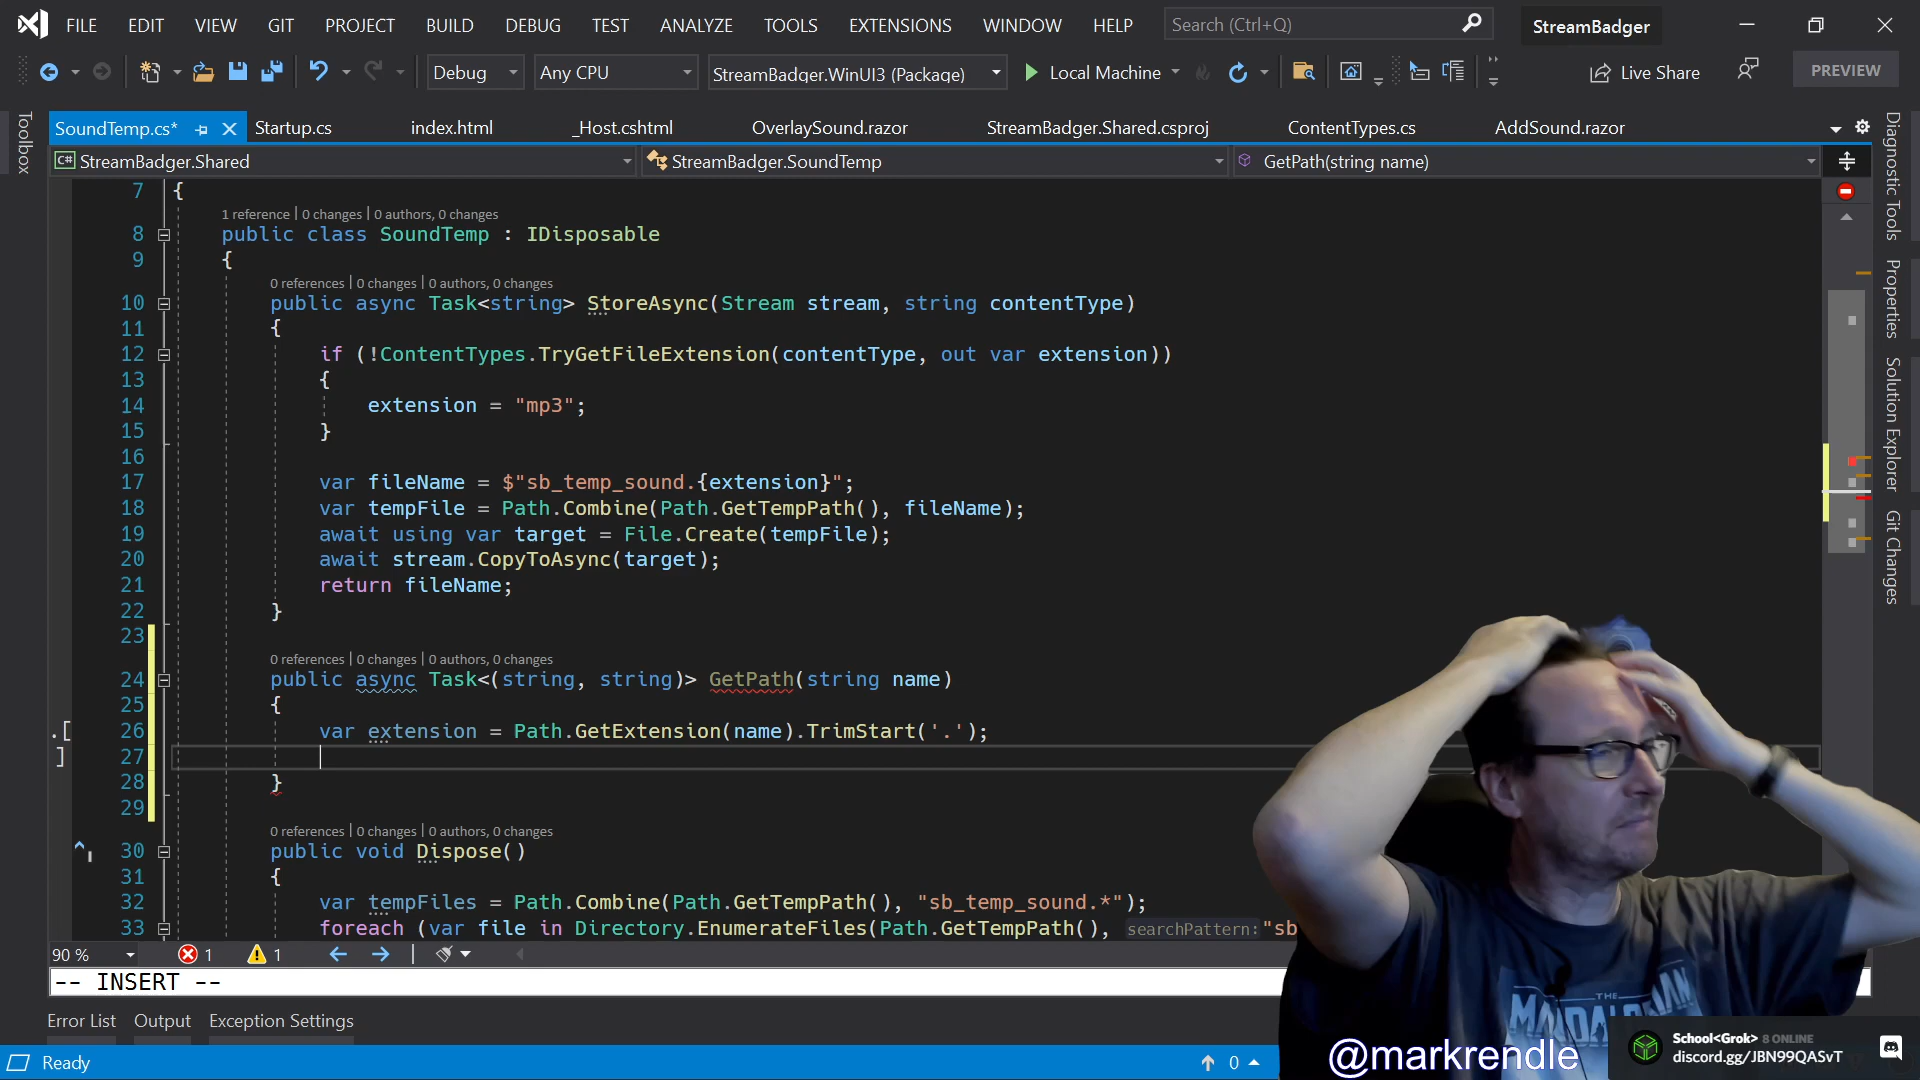 FILE EDIT VIEW GIT PROJECT BUILD DEBUG TEST ANALYZE TOOLS EXTENSIONS WINDOW HELP Search (Ctrl+Q) StreamBadger
Debug Any CPU StreamBadger.WinUI3 (Package) Local Machine Live Share PREVIEW
SoundTemp.cs* Startup.cs index.html _Host.cshtml OverlaySound.razor StreamBadger.Shared.csproj ContentTypes.cs AddSound.razor
StreamBadger.Shared StreamBadger.SoundTemp GetPath(string name)
Toolbox
Diagnostic Tools
Properties
Solution Explorer
Git Changes
7 {
1 reference | 0 changes | 0 authors, 0 changes
8 public class SoundTemp : IDisposable
9 {
0 references | 0 changes | 0 authors, 0 changes
10 public async Task<string> StoreAsync(Stream stream, string contentType)
11 {
12 if (!ContentTypes.TryGetFileExtension(contentType, out var extension))
13 {
14 extension = "mp3";
15 }
16
17 var fileName = $"sb_temp_sound.{extension}";
18 var tempFile = Path.Combine(Path.GetTempPath(), fileName);
19 await using var target = File.Create(tempFile);
20 await stream.CopyToAsync(target);
21 return fileName;
22 }
23
0 references | 0 changes | 0 authors, 0 changes
24 public async Task<(string, string)> GetPath(string name)
25 {
26 var extension = Path.GetExtension(name).TrimStart('.');
27
28 }
29
.[
]
0 references | 0 changes | 0 authors, 0 changes
30 public void Dispose()
31 {
32 var tempFiles = Path.Combine(Path.GetTempPath(), "sb_temp_sound.*");
33 foreach (var file in Directory.EnumerateFiles(Path.GetTempPath(), searchPattern:"sb
90 % 1 1
-- INSERT --
Error List Output Exception Settings
Ready 0
THE
MANDALORIAN
@markrendle
School<Grok> 8 ONLINE
discord.gg/JBN99QASvT